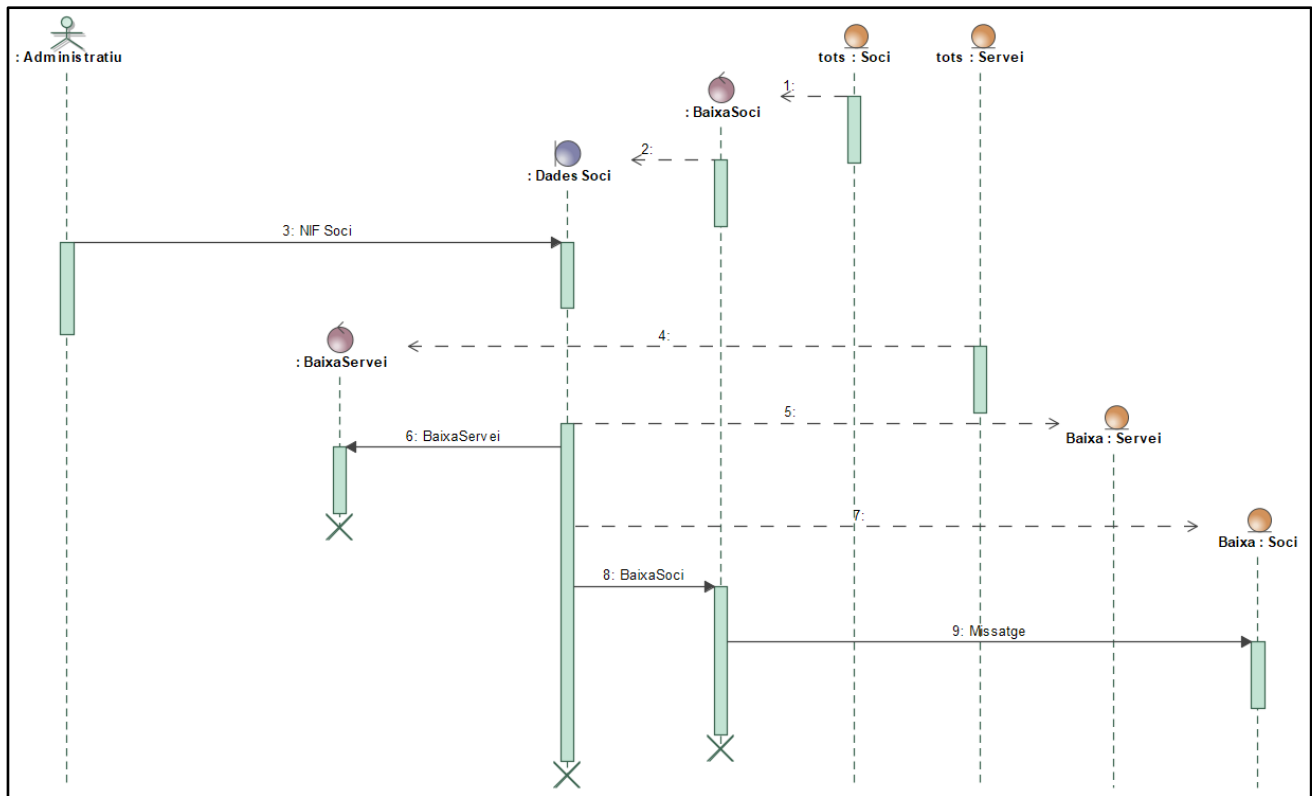 : Administratiu
tots : Soci
tots : Servei
1:
: BaixaSoci
2:
: Dades Soci
3: NIF Soci
4:
: BaixaServei
5:
Baixa : Servei
6: BaixaServei
7:
Baixa : Soci
8: BaixaSoci
9: Missatge